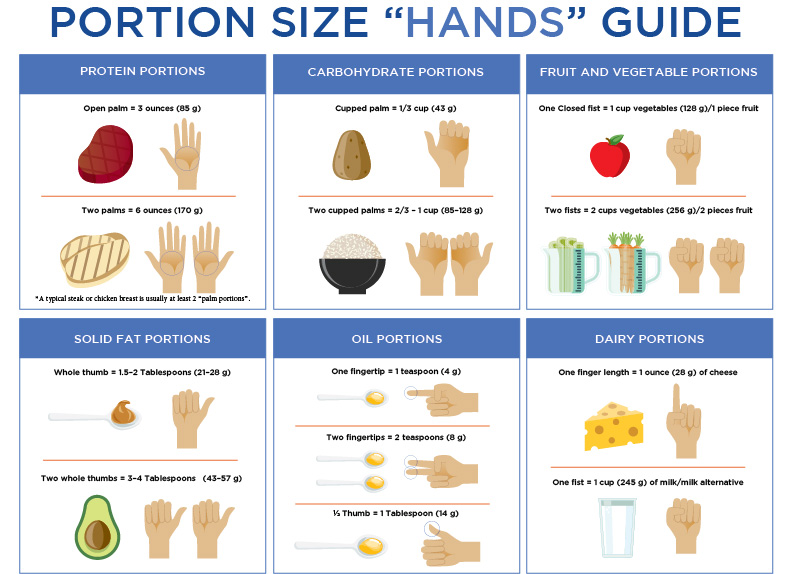 PORTION SIZE “HANDS” GUIDE
PROTEIN PORTIONS
Open palm = 3 ounces (85 g)
Two palms = 6 ounces (170 g)
*A typical steak or chicken breast is usually at least 2 “palm portions”.
CARBOHYDRATE PORTIONS
Cupped palm = 1/3 cup (43 g)
Two cupped palms = 2/3 – 1 cup (85–128 g)
FRUIT AND VEGETABLE PORTIONS
One Closed fist = 1 cup vegetables (128 g)/1 piece fruit
Two fists = 2 cups vegetables (256 g)/2 pieces fruit
SOLID FAT PORTIONS
Whole thumb = 1.5–2 Tablespoons (21–28 g)
Two whole thumbs = 3–4 Tablespoons (43–57 g)
OIL PORTIONS
One fingertip = 1 teaspoon (4 g)
Two fingertips = 2 teaspoons (8 g)
½ Thumb = 1 Tablespoon (14 g)
DAIRY PORTIONS
One finger length = 1 ounce (28 g) of cheese
One fist = 1 cup (245 g) of milk/milk alternative